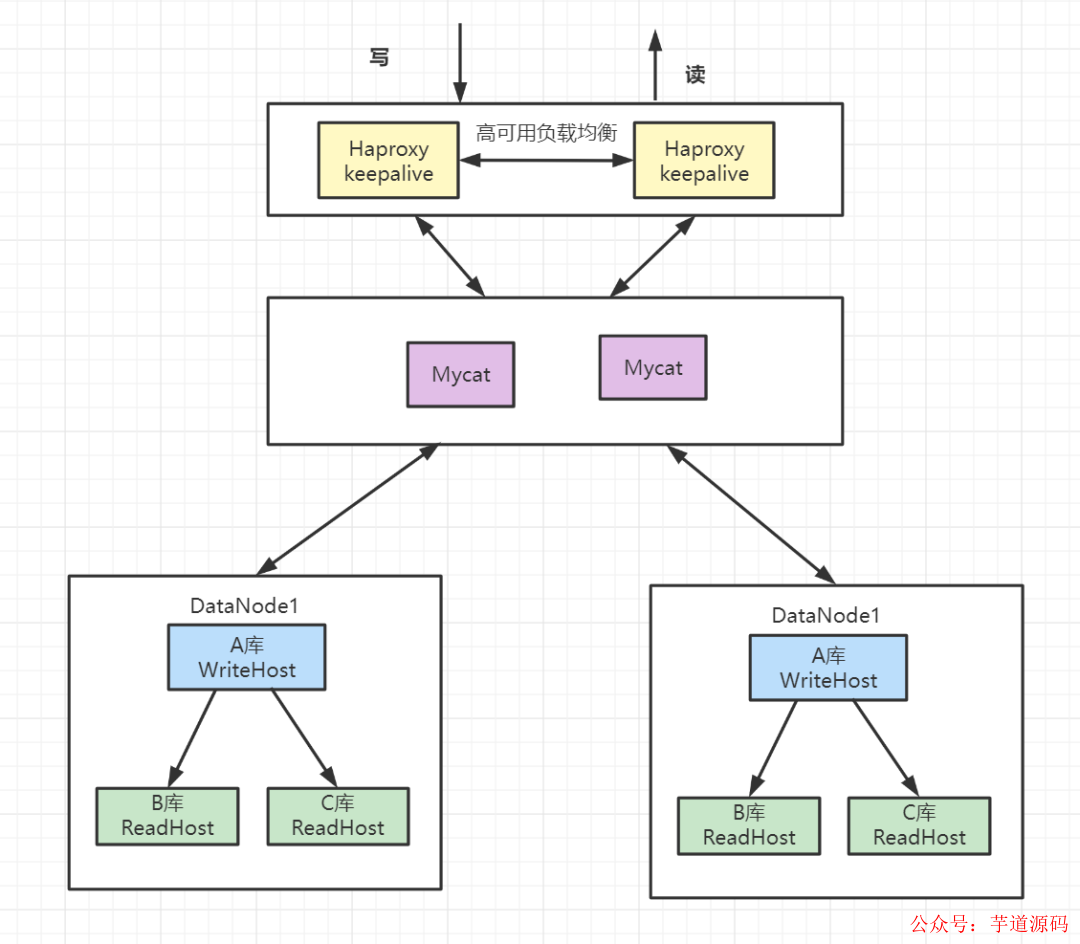 写
读
高可用负载均衡
Haproxy
keepalive
Haproxy
keepalive
Mycat
Mycat
DataNode1
A库
WriteHost
B库
ReadHost
C库
ReadHost
DataNode1
A库
WriteHost
B库
ReadHost
C库
ReadHost
公众号：芋道源码